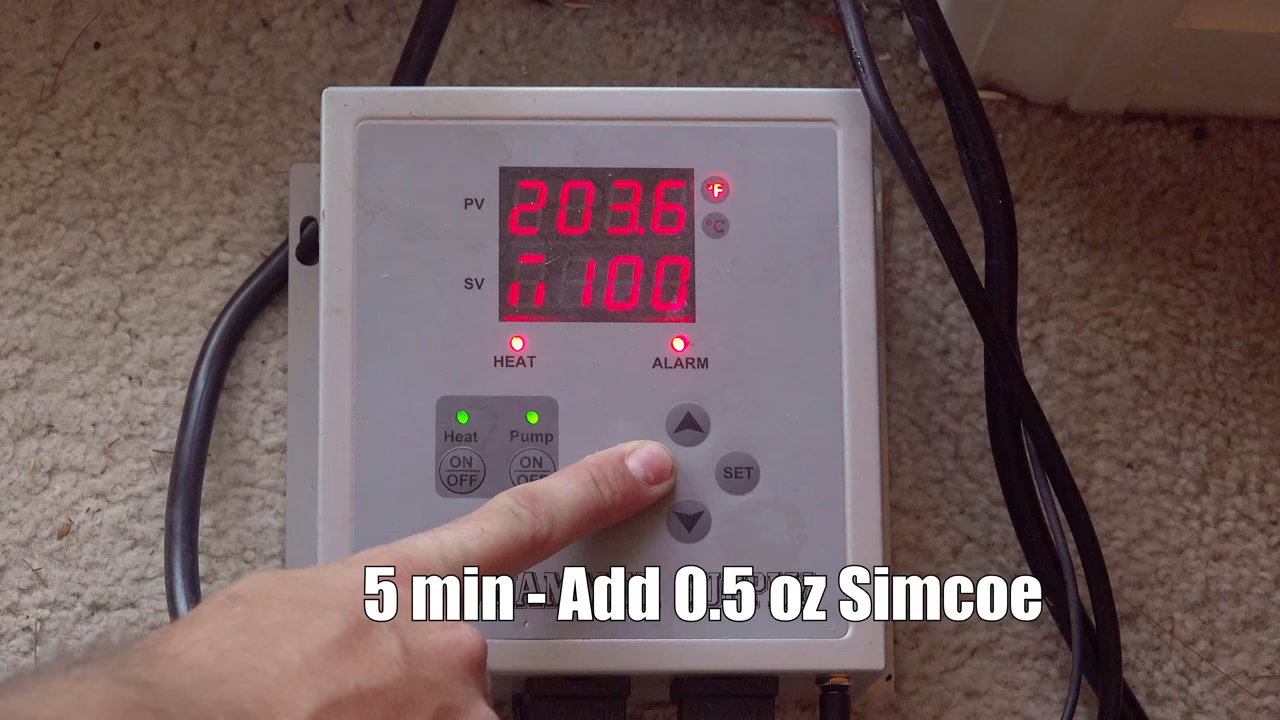 PV 203.6 °F
°C
SV M 100
HEAT ALARM
Heat Pump
ON ON
OFF
SET
5 min - Add 0.5 oz Simcoe